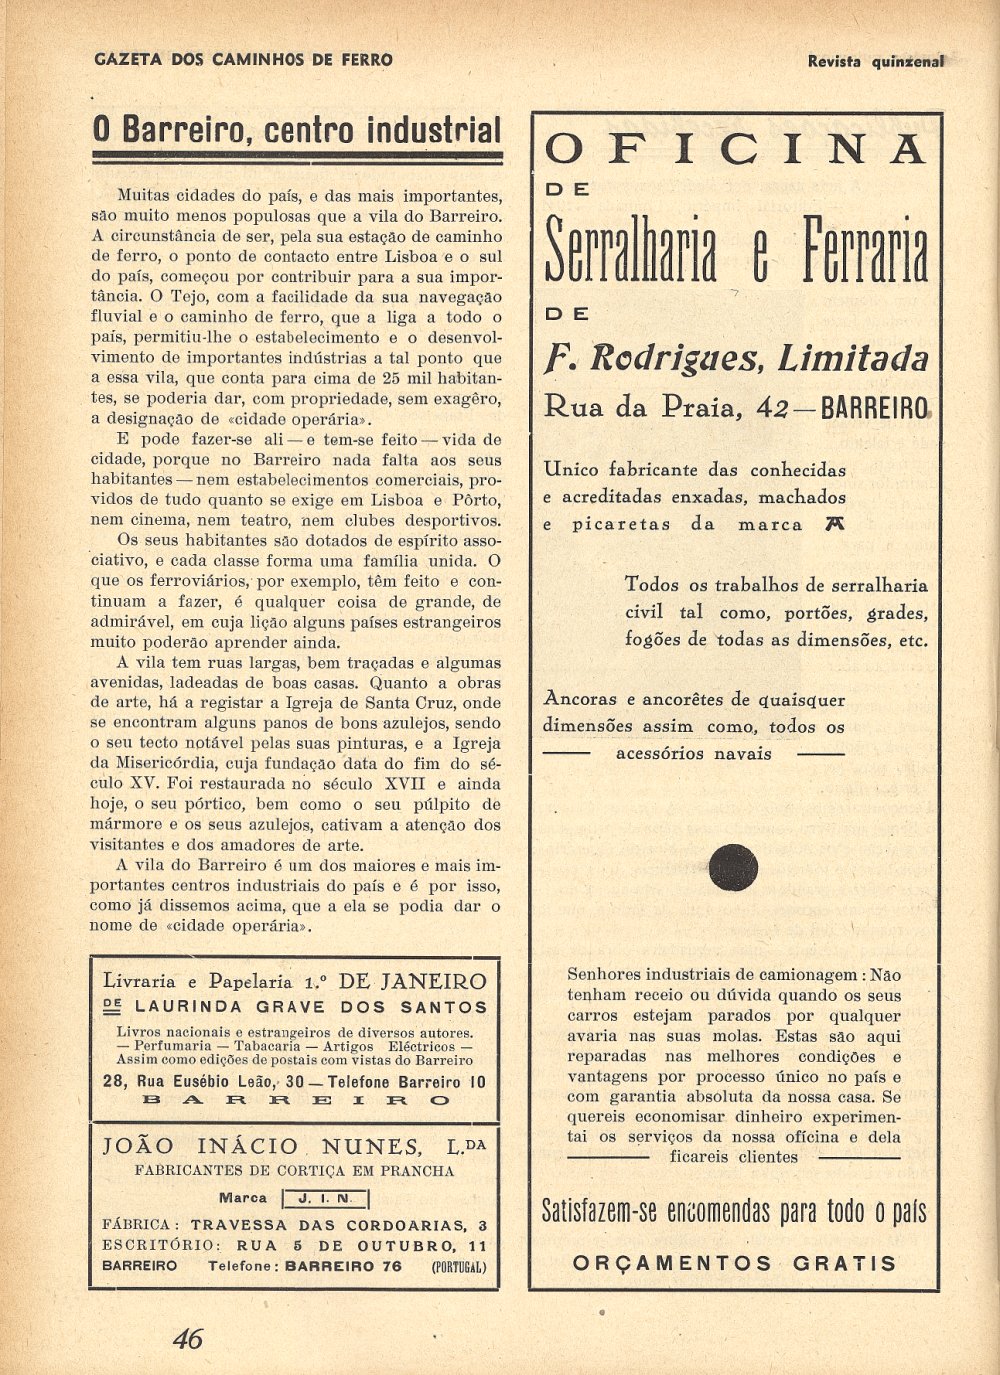 GAZETA DOS CAMINHOS DE FERRO
Revista quinzenal
O Barreiro, centro industrial
Muitas cidades do país, e das mais importantes,
são muito menos populosas que a vila do Barreiro.
A circunstância de ser, pela sua estação de caminho
de ferro, o ponto de contacto entre Lisboa e o sul
do país, começou por contribuir para a sua impor-
tância. O Tejo, com a facilidade da sua navegação
fluvial e o caminho de ferro, que a liga a todo o
país, permitiu-lhe o estabelecimento e o desenvol-
vimento de importantes indústrias a tal ponto que
a essa vila, que conta para cima de 25 mil habitan-
tes, se poderia dar, com propriedade, sem exagêro,
a designação de «cidade operária».
E pode fazer-se ali — e tem-se feito — vida de
cidade, porque no Barreiro nada falta aos seus
habitantes — nem estabelecimentos comerciais, pro-
vidos de tudo quanto se exige em Lisboa e Pôrto,
nem cinema, nem teatro, nem clubes desportivos.
Os seus habitantes são dotados de espírito asso-
ciativo, e cada classe forma uma família unida. O
que os ferroviários, por exemplo, têm feito e con-
tinuam a fazer, é qualquer coisa de grande, de
admirável, em cuja lição alguns países estrangeiros
muito poderão aprender ainda.
A vila tem ruas largas, bem traçadas e algumas
avenidas, ladeadas de boas casas. Quanto a obras
de arte, há a registar a Igreja de Santa Cruz, onde
se encontram alguns panos de bons azulejos, sendo
o seu tecto notável pelas suas pinturas, e a Igreja
da Misericórdia, cuja fundação data do fim do sé-
culo XV. Foi restaurada no século XVII e ainda
hoje, o seu pórtico, bem como o seu púlpito de
mármore e os seus azulejos, cativam a atenção dos
visitantes e dos amadores de arte.
A vila do Barreiro é um dos maiores e mais im-
portantes centros industriais do país e é por isso,
como já dissemos acima, que a ela se podia dar o
nome de «cidade operária».
Livraria e Papelaria 1.º DE JANEIRO
DE LAURINDA GRAVE DOS SANTOS
Livros nacionais e estrangeiros de diversos autores.
— Perfumaria — Tabacaria — Artigos Eléctricos —
Assim como edições de postais com vistas do Barreiro
28, Rua Eusébio Leão, 30 — Telefone Barreiro 10
BARREIRO
JOÃO INÁCIO NUNES, L.DA
FABRICANTES DE CORTIÇA EM PRANCHA
Marca J. I. N.
FÁBRICA: TRAVESSA DAS CORDOARIAS, 3
ESCRITÓRIO: RUA 5 DE OUTUBRO, 11
BARREIRO Telefone: BARREIRO 76 (PORTUGAL)
OFICINA
DE
Serralharia e Ferraria
DE
F. Rodrigues, Limitada
Rua da Praia, 42 — BARREIRO
Unico fabricante das conhecidas
e acreditadas enxadas, machados
e picaretas da marca
Todos os trabalhos de serralharia
civil tal como, portões, grades,
fogões de todas as dimensões, etc.
Ancoras e ancorêtes de quaisquer
dimensões assim como, todos os
acessórios navais
Senhores industriais de camionagem: Não
tenham receio ou dúvida quando os seus
carros estejam parados por qualquer
avaria nas suas molas. Estas são aqui
reparadas nas melhores condições e
vantagens por processo único no país e
com garantia absoluta da nossa casa. Se
quereis economisar dinheiro experimen-
tai os serviços da nossa oficina e dela
ficareis clientes
Satisfazem-se encomendas para todo o país
ORÇAMENTOS GRATIS
46